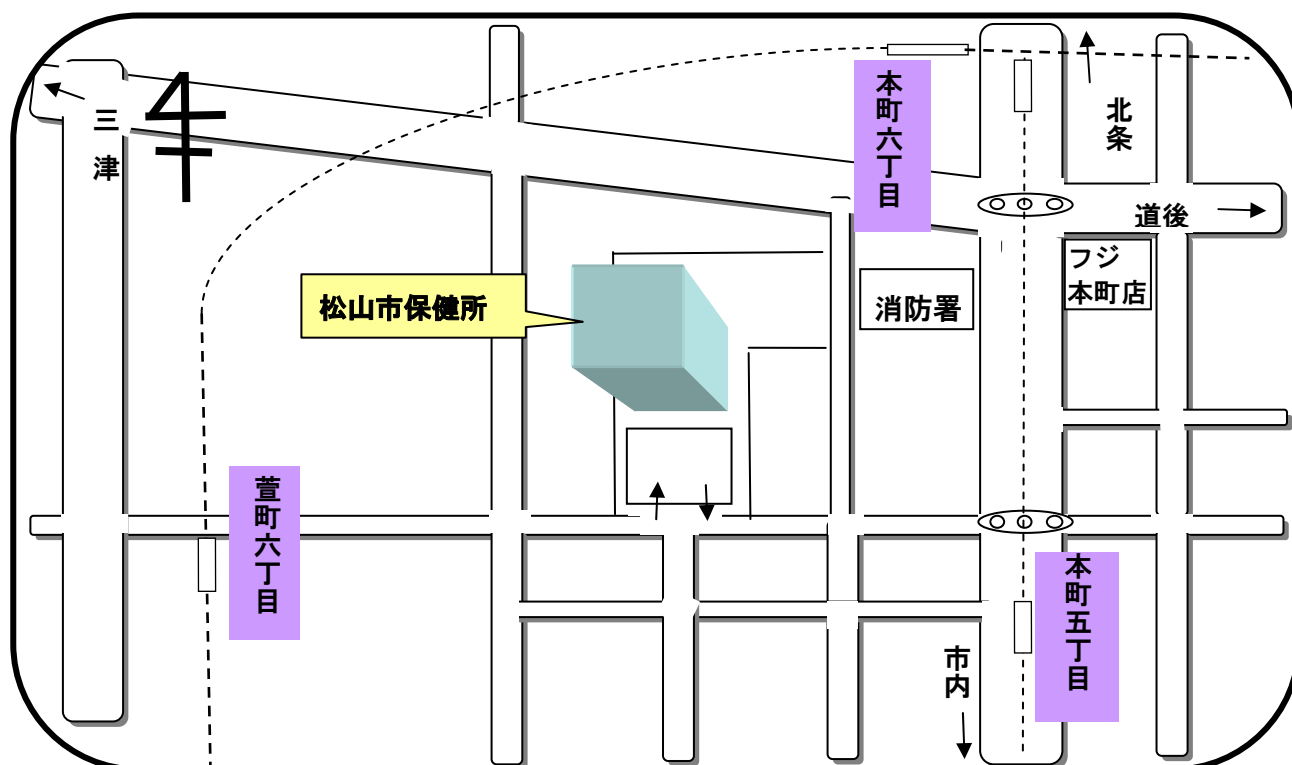 三津
本町六丁目
北条
道後
フジ
本町店
消防署
松山市保健所
萱町六丁目
本町五丁目
市内